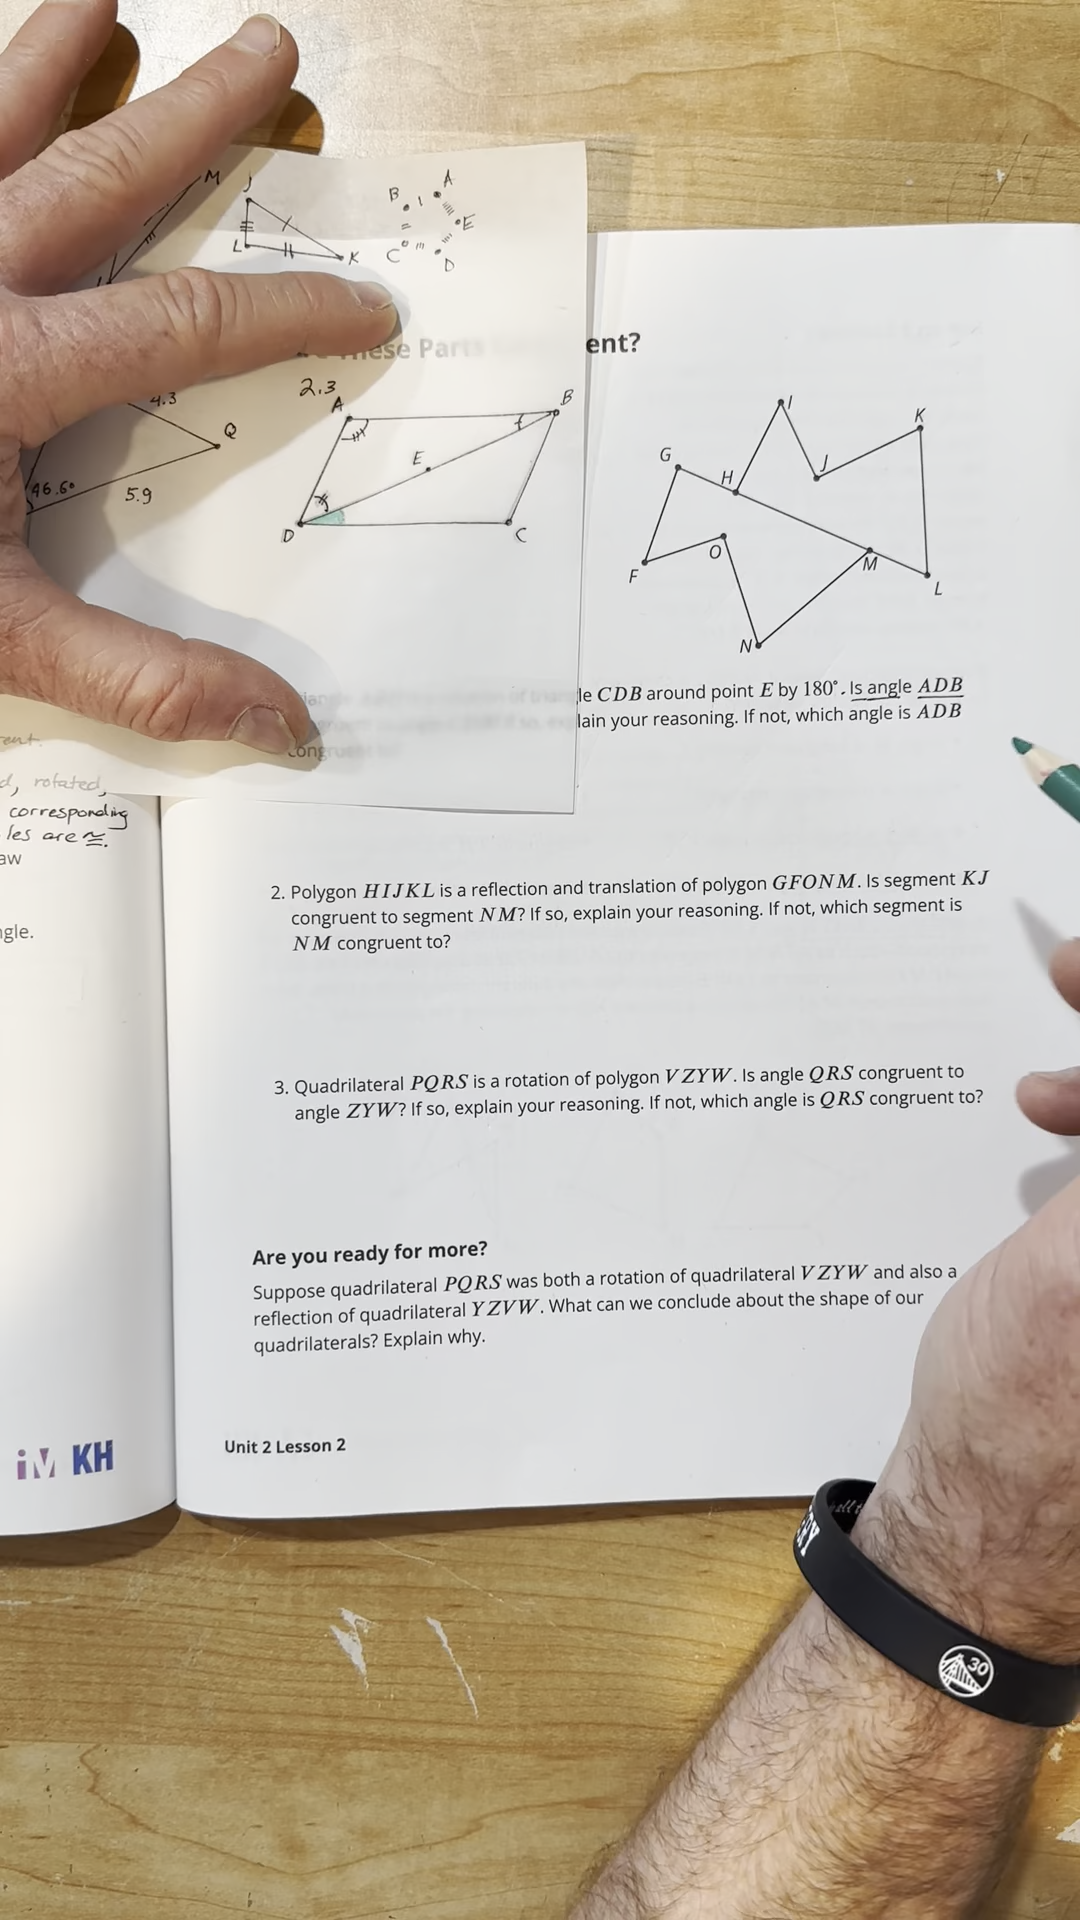 M
J
L
K
B
A
E
C
D
hese Parts
ent?
2.3
4.3
Q
46.6°
5.9
A
B
E
D
C
I
K
G
H
J
O
F
M
L
N
le CDB around point E by 180°. Is angle ADB
lain your reasoning. If not, which angle is ADB
congruent
d, rotated,
corresponding
les are ≅.
aw
2. Polygon HIJKL is a reflection and translation of polygon GFONM. Is segment KJ
congruent to segment NM? If so, explain your reasoning. If not, which segment is
NM congruent to?
ngle.
3. Quadrilateral PQRS is a rotation of polygon VZYW. Is angle QRS congruent to
angle ZYW? If so, explain your reasoning. If not, which angle is QRS congruent to?
Are you ready for more?
Suppose quadrilateral PQRS was both a rotation of quadrilateral VZYW and also a
reflection of quadrilateral YZVW. What can we conclude about the shape of our
quadrilaterals? Explain why.
Unit 2 Lesson 2
iM KH
30